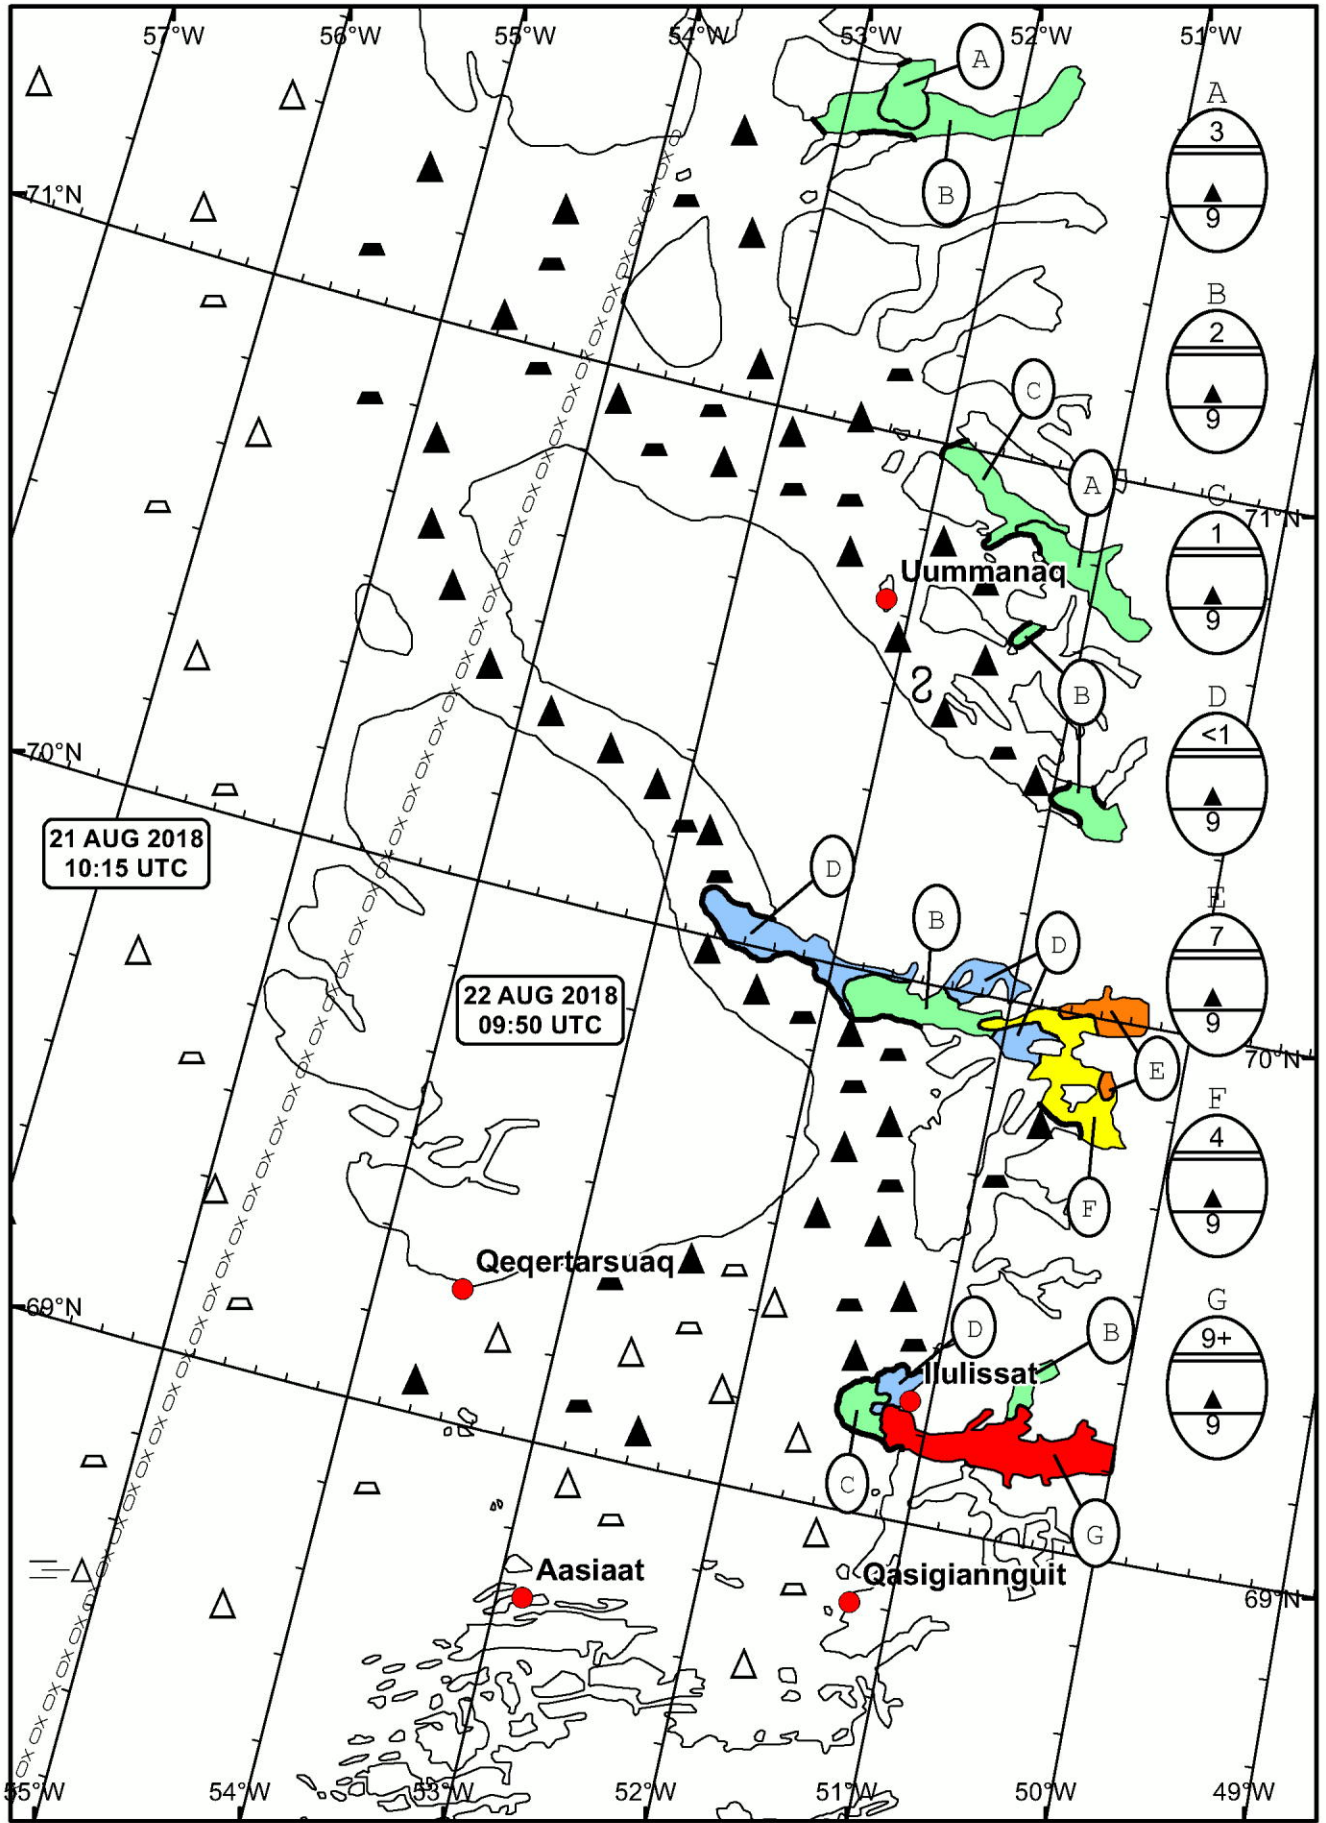 57°W 56°W 55°W 54°W 53°W 52°W 51°W
A
A
3
9
71°N
B
B
2
9
C
A
C
1
9
71°N
Uummanaq
B
D
<1
9
70°N
21 AUG 2018
10:15 UTC
D
B
D
E
7
9
22 AUG 2018
09:50 UTC
70°N
E
F
4
9
F
Qeqertarsuaq
69°N
D
B
G
9+
9
Ilulissat
C
G
Aasiaat
Qasigiannguit
69°N
55°W 54°W 53°W 52°W 51°W 50°W 49°W